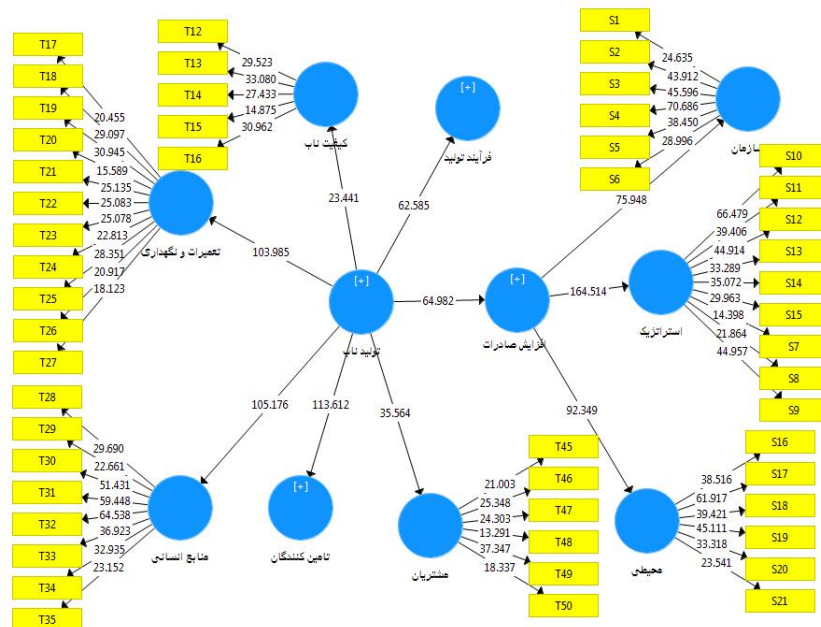 T17
T18
T19
T20
T21
T22
T23
T24
T25
T26
T27
20.455
29.097
30.945
15.589
25.135
25.083
25.078
22.813
28.351
20.917
18.123
تعمیرات و نگهداری
T12
T13
T14
T15
T16
29.523
33.080
27.433
14.875
30.962
کیفیت ناب
[+]
فرآیند تولید
S1
S2
S3
S4
S5
S6
24.635
43.912
45.596
70.686
38.450
28.996
سازمان
23.441
62.585
75.948
103.985
[+]
تولید ناب
64.982
[+]
افزایش صادرات
164.514
استراتژیک
66.479
39.406
44.914
33.289
35.072
29.963
14.398
21.864
44.957
S10
S11
S12
S13
S14
S15
S7
S8
S9
105.176
113.612
35.564
92.349
T28
T29
T30
T31
T32
T33
T34
T35
29.690
22.661
51.431
59.448
64.538
36.923
32.935
23.152
منابع انسانی
[+]
تامین کنندگان
مشتریان
21.003
25.348
24.303
13.291
37.347
18.337
T45
T46
T47
T48
T49
T50
محیطی
38.516
61.917
39.421
45.111
33.318
23.541
S16
S17
S18
S19
S20
S21